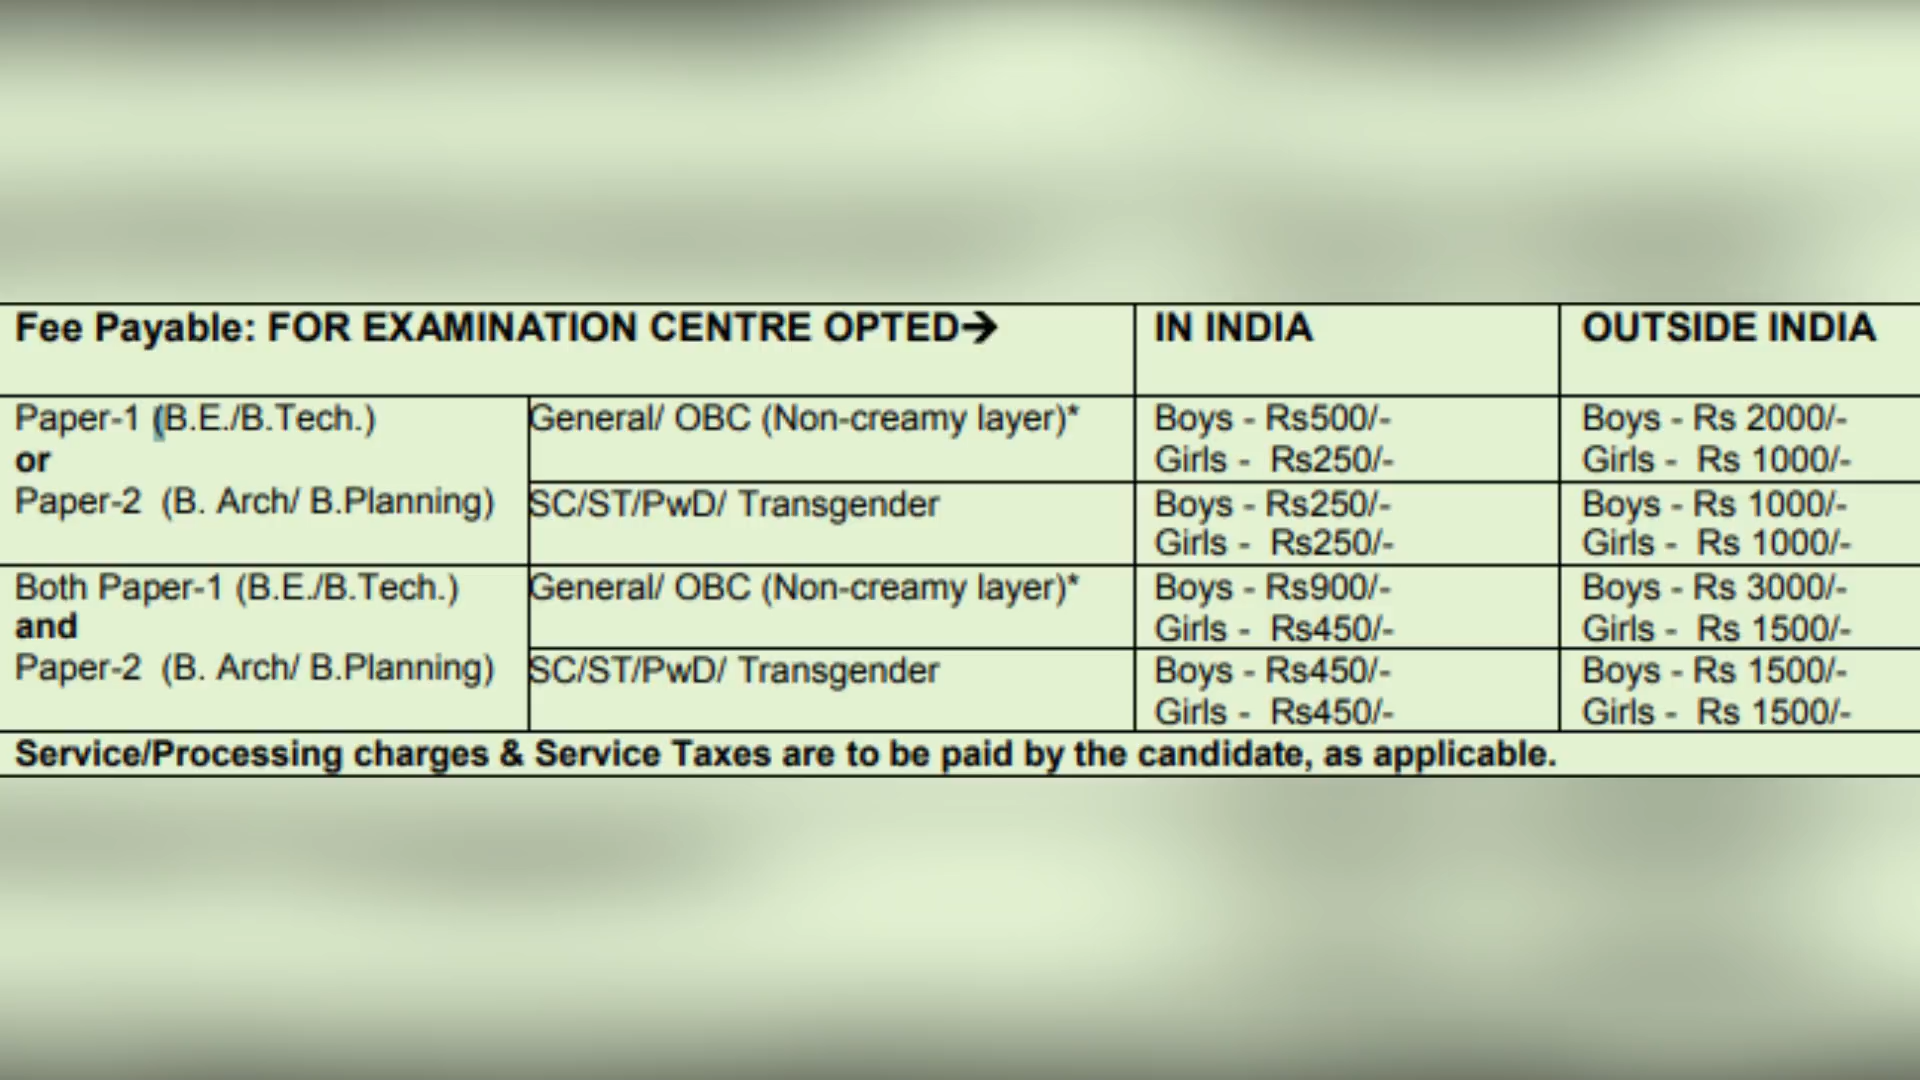 Fee Payable: FOR EXAMINATION CENTRE OPTED→ IN INDIA OUTSIDE INDIA
Paper-1 (B.E./B.Tech.)
or
Paper-2 (B. Arch/ B.Planning)
General/ OBC (Non-creamy layer)*
Boys - Rs500/-
Girls - Rs250/-
Boys - Rs 2000/-
Girls - Rs 1000/-
SC/ST/PwD/ Transgender
Boys - Rs250/-
Girls - Rs250/-
Boys - Rs 1000/-
Girls - Rs 1000/-
Both Paper-1 (B.E./B.Tech.)
and
Paper-2 (B. Arch/ B.Planning)
General/ OBC (Non-creamy layer)*
Boys - Rs900/-
Girls - Rs450/-
Boys - Rs 3000/-
Girls - Rs 1500/-
SC/ST/PwD/ Transgender
Boys - Rs450/-
Girls - Rs450/-
Boys - Rs 1500/-
Girls - Rs 1500/-
Service/Processing charges & Service Taxes are to be paid by the candidate, as applicable.